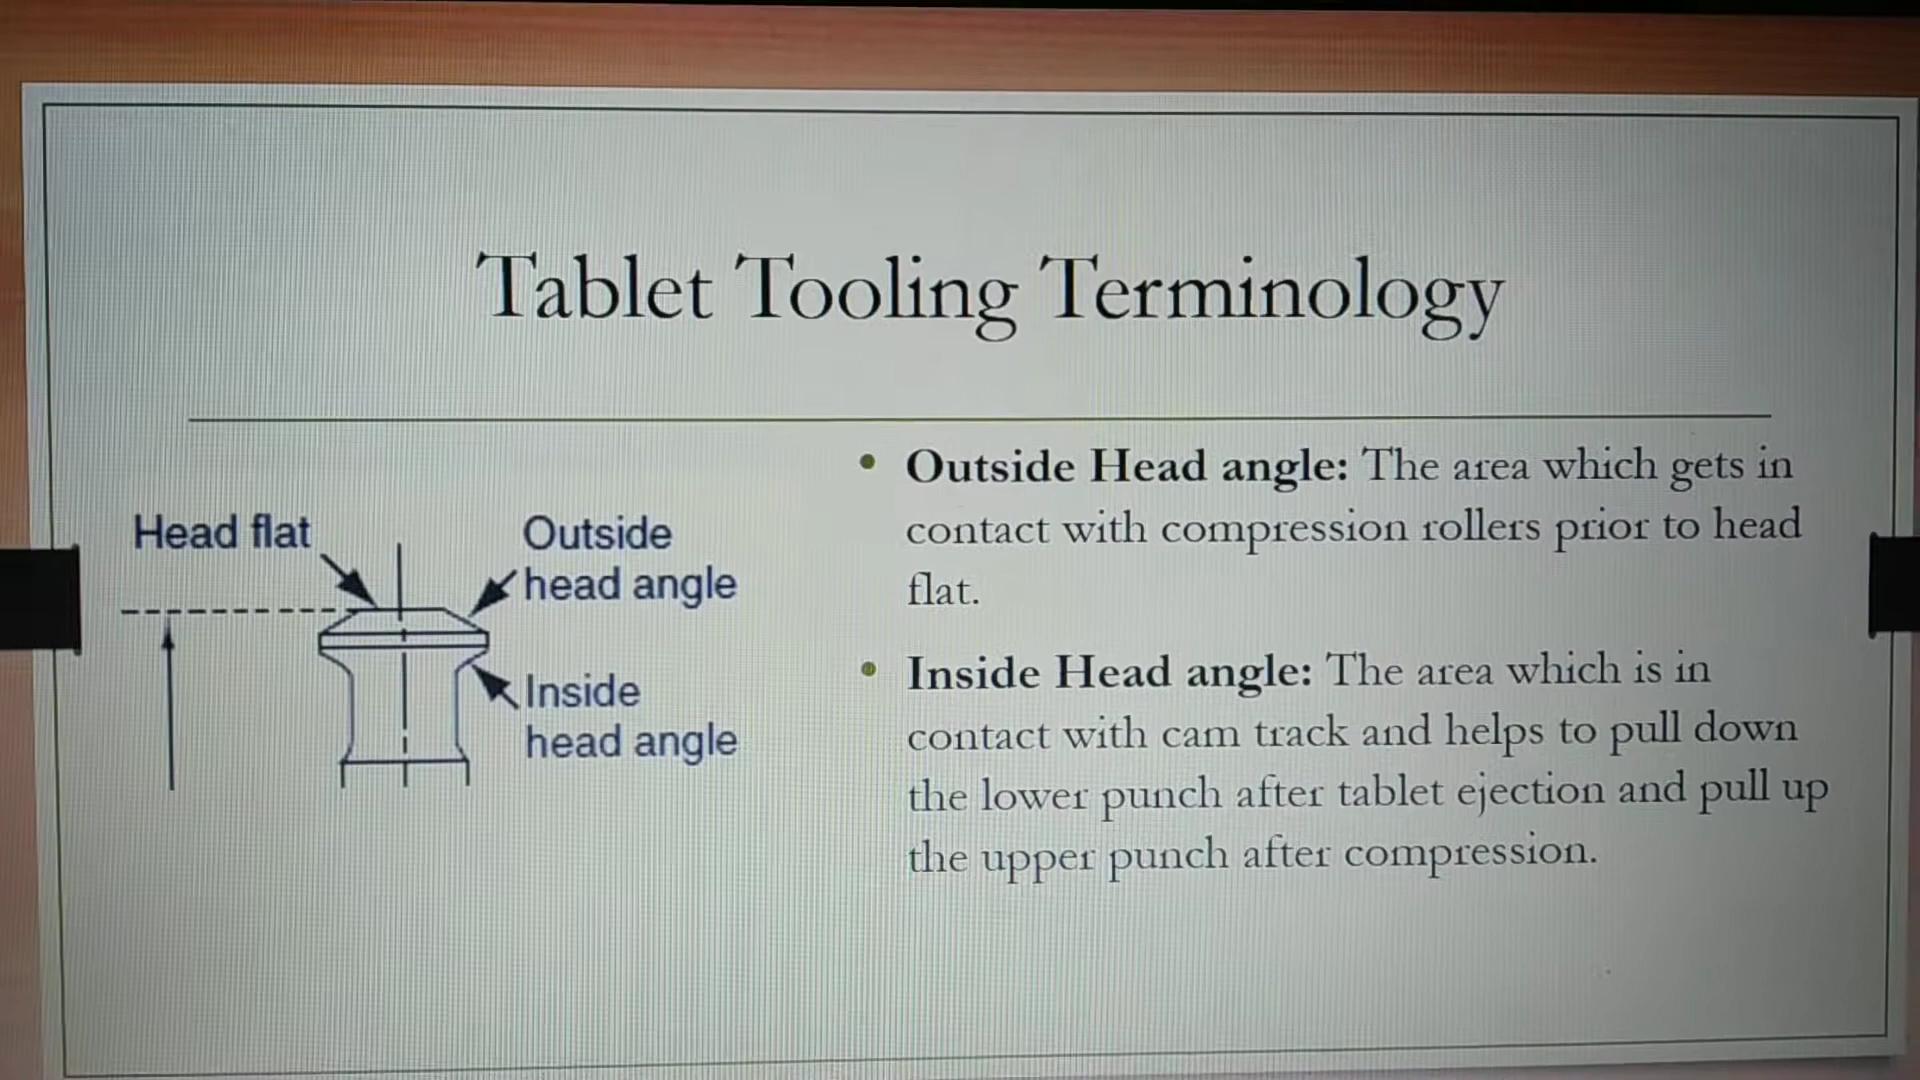 Tablet Tooling Terminology
Head flat
Outside
head angle
Inside
head angle
• Outside Head angle: The area which gets in
contact with compression rollers prior to head
flat.
• Inside Head angle: The area which is in
contact with cam track and helps to pull down
the lower punch after tablet ejection and pull up
the upper punch after compression.